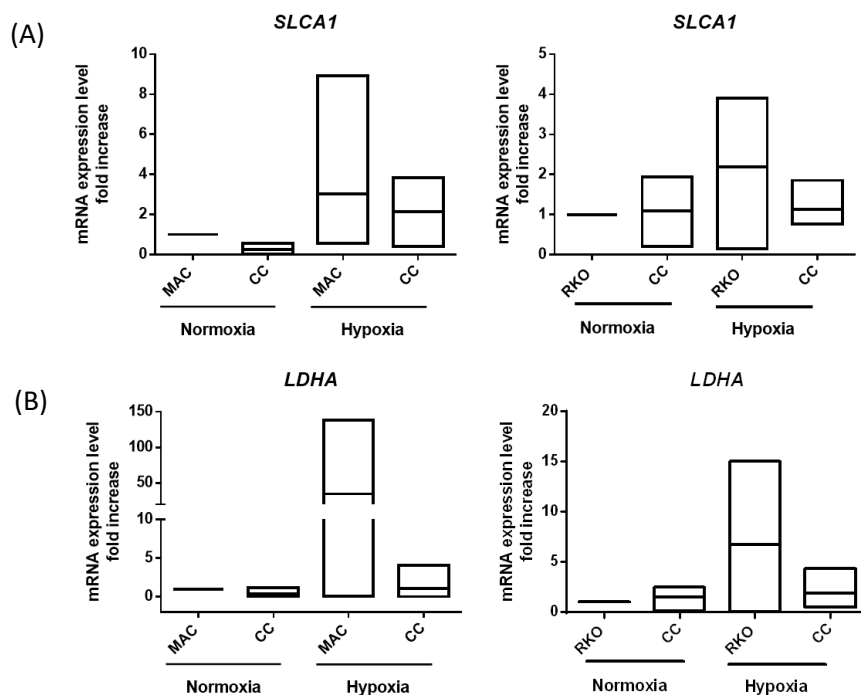 (A)
SLCA1
mRNA expression level
fold increase
10
8
6
4
2
0
MAC
CC
MAC
CC
Normoxia
Hypoxia
SLCA1
mRNA expression level
fold increase
5
4
3
2
1
0
RKO
CC
RKO
CC
Normoxia
Hypoxia
(B)
LDHA
mRNA expression level
fold increase
150
100
50
10
5
0
MAC
CC
MAC
CC
Normoxia
Hypoxia
LDHA
mRNA expression level
fold increase
20
15
10
5
0
RKO
CC
RKO
CC
Normoxia
Hypoxia